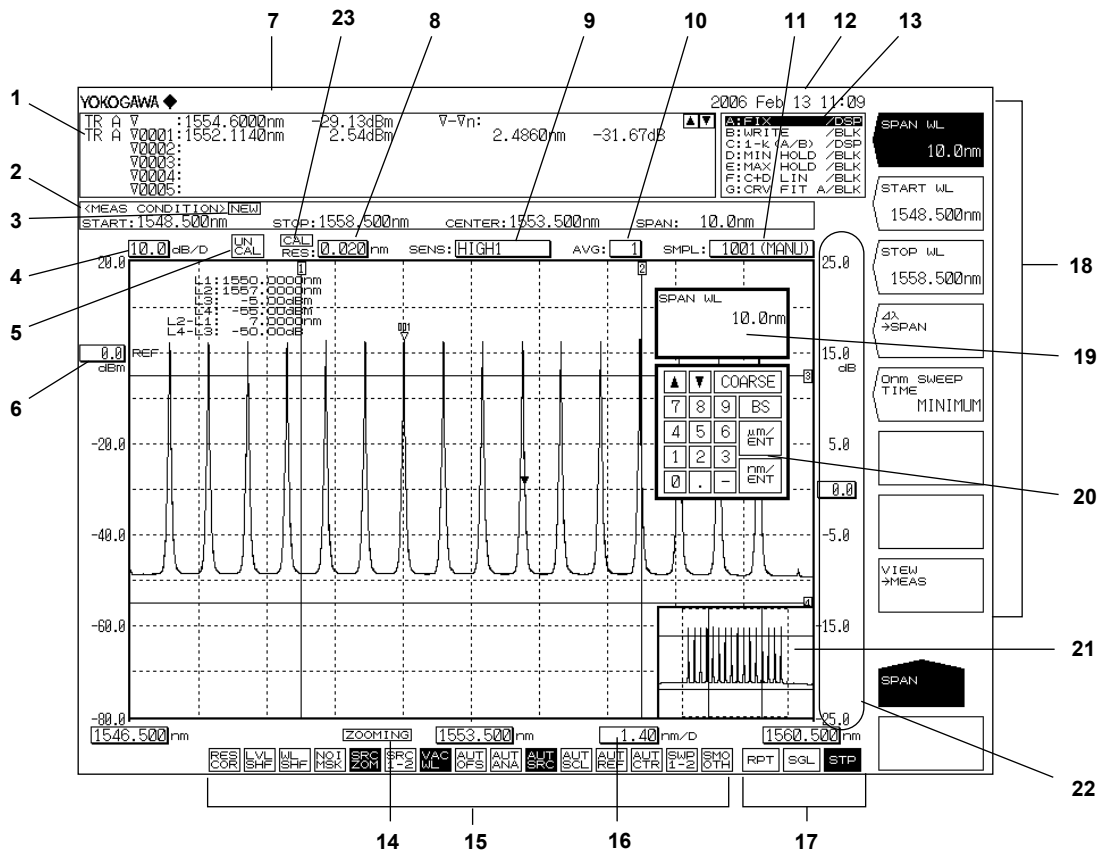 7 23 8 9 10 11 12 13
YOKOGAWA ◆ 2006 Feb 13 11:09
1
TR A ▽ :1554.6000nm -29.13dBm ▽-▽n: ▲ ▼
TR A ▽0001:1552.1140nm 2.54dBm 2.4860nm -31.67dB
▽0002:
▽0003:
▽0004:
▽0005:
A:FIX /DSP
B:WRITE /BLK
C:1-k(A/B) /DSP
D:MIN HOLD /BLK
E:MAX HOLD /BLK
F:C+D LIN /BLK
G:CRV FIT A/BLK
SPAN WL
10.0nm
2
<MEAS CONDITION> NEW
3
START:1548.500nm STOP:1558.500nm CENTER:1553.500nm SPAN: 10.0nm
START WL
1548.500nm
4
10.0 dB/D UN CAL CAL RES: 0.020 nm SENS: HIGH1 AVG: 1 SMPL: 1001(MANU)
STOP WL
1558.500nm
18
20.0 1 2 25.0
L1:1550.0000nm
L2:1557.0000nm
L3: -5.00dBm
L4: -55.00dBm
L2-L1: 7.0000nm
L4-L3: -50.00dB
5
001
▽
SPAN WL
10.0nm
Δλ
→SPAN
19
0.0 REF
dBm
15.0
dB
6
3
0nm SWEEP
TIME
MINIMUM
▲ ▼ COARSE
7 8 9 BS
4 5 6 μm/ENT
1 2 3
0 . - nm/ENT
-20.0 5.0
20
0.0
-40.0 -5.0
VIEW
→MEAS
4
-60.0 -15.0
21
SPAN
-80.0 -25.0
1546.500 nm ZOOMING 1553.500 nm 1.40 nm/D 1560.500 nm
RES COR LVL SHF WL SHF NOI MSK SRC ZOM SRC 1-2 VAC WL AUT OFS AUT ANA AUT SRC AUT SCL AUT REF AUT CTR SWP 1-2 SMO OTH RPT SGL STP
22
14 15 16 17